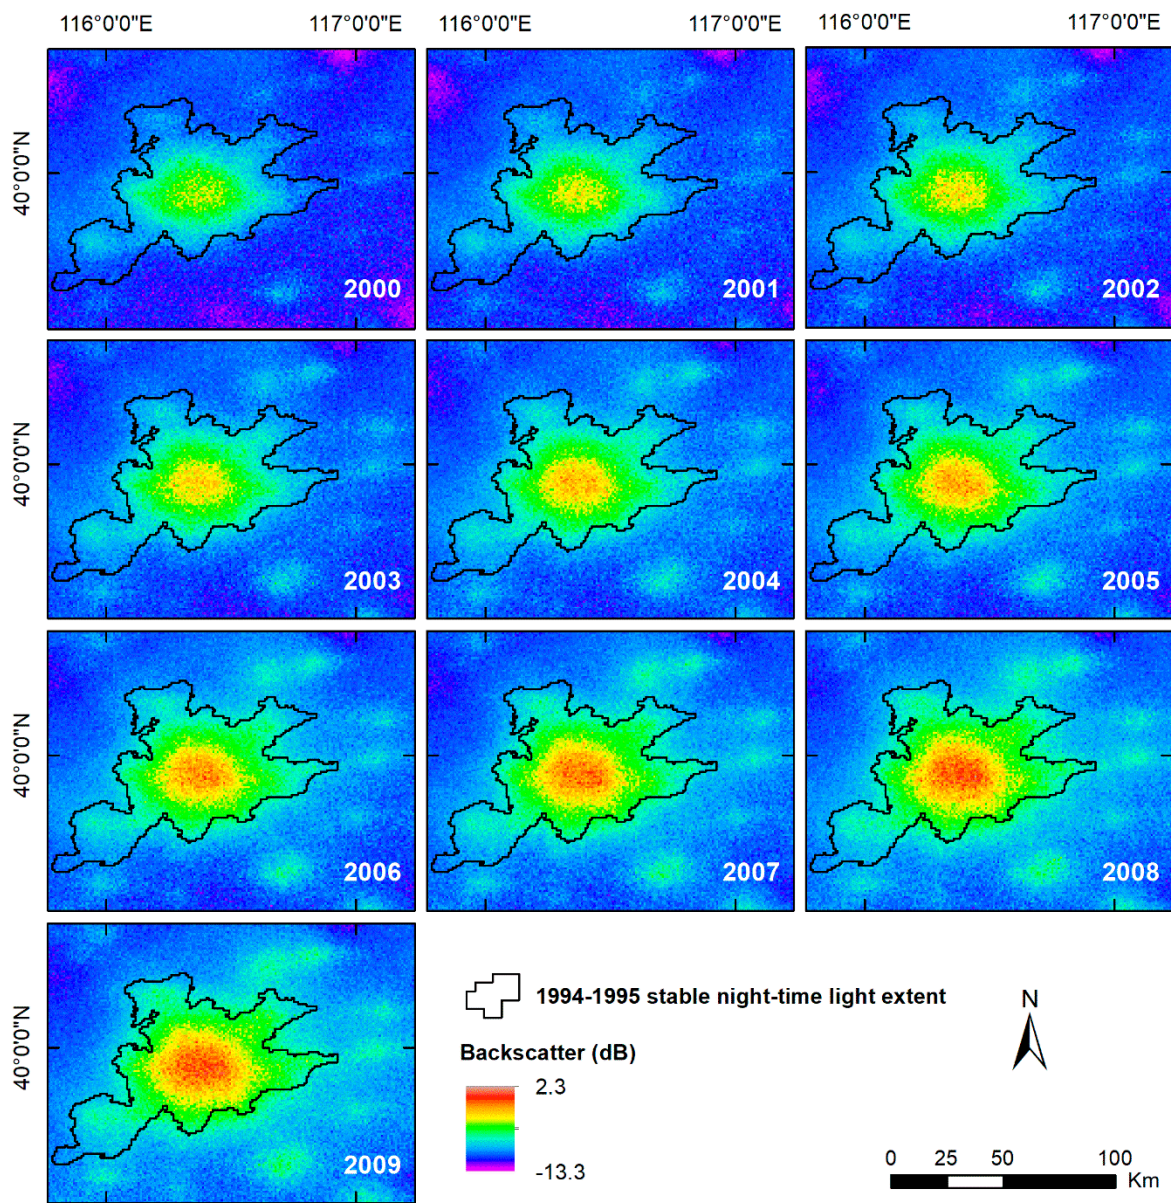 116°0'0"E 117°0'0"E 116°0'0"E 117°0'0"E 116°0'0"E 117°0'0"E
40°0'0"N
2000 2001 2002
40°0'0"N
2003 2004 2005
40°0'0"N
2006 2007 2008
40°0'0"N
2009
1994-1995 stable night-time light extent
N
Backscatter (dB)
2.3
-13.3
0 25 50 100
Km